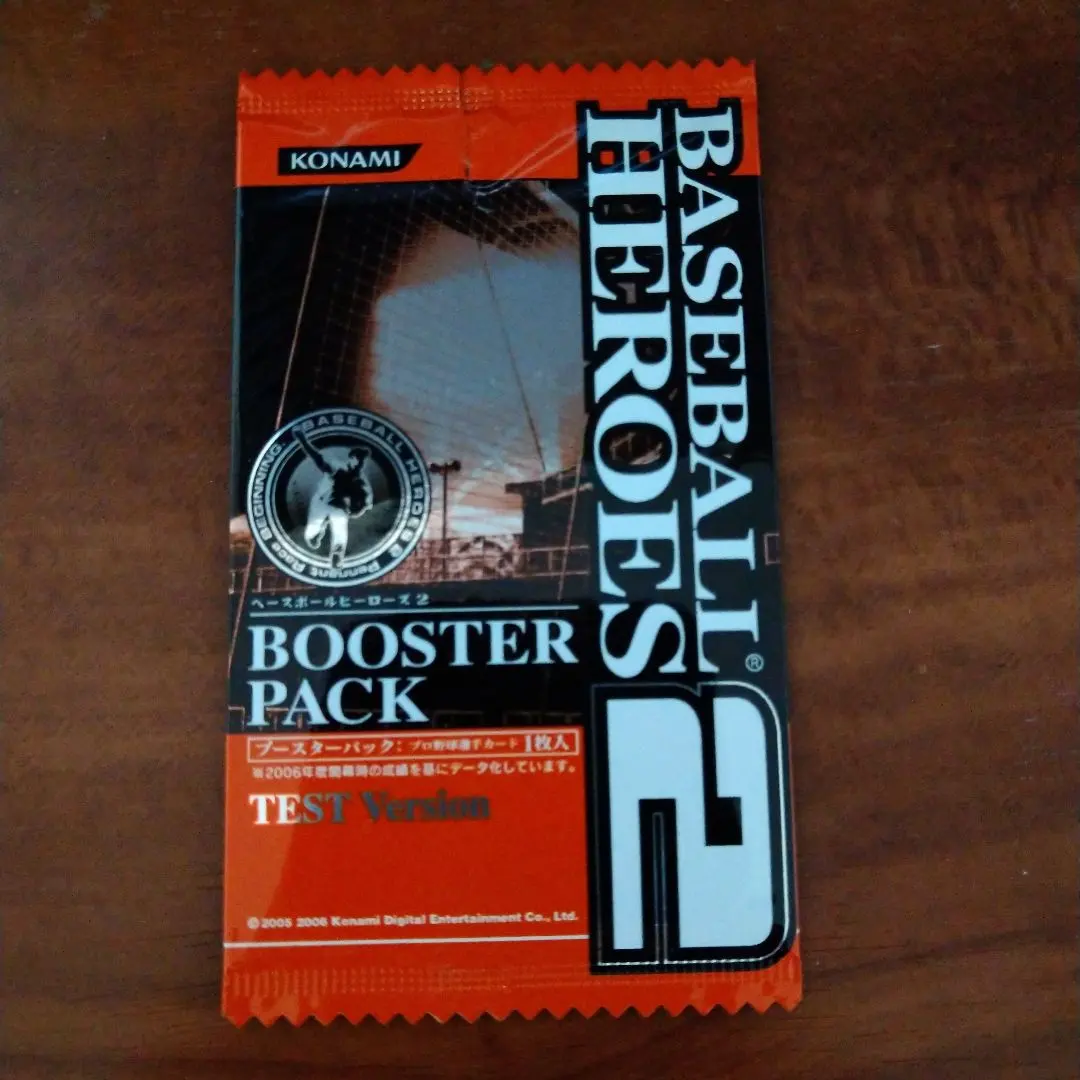 KONAMI
BASEBALL
HEROES
2
®
BASEBALL HEROES 2
Pennant Race BEGINNING.
ベースボールヒーローズ2
BOOSTER
PACK
ブースターパック: プロ野球選手カード 1枚入
※2006年度開幕時の成績を基にデータ化しています。
TEST Version
©2005 2006 Konami Digital Entertainment Co., Ltd.